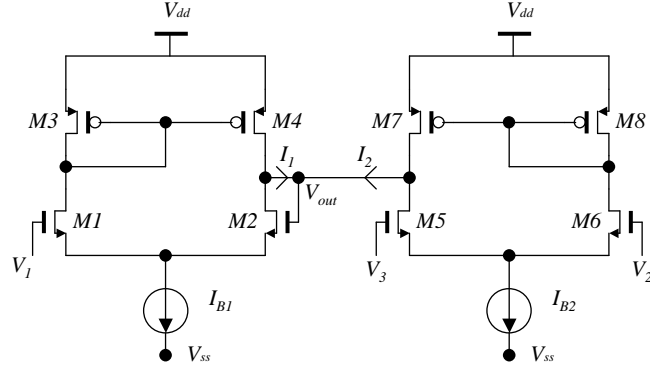 Vdd Vdd
M3 M4 M7 M8
I1 I2
Vout
M1 M2 M5 M6
V1 V3 V2
IB1 IB2
Vss Vss